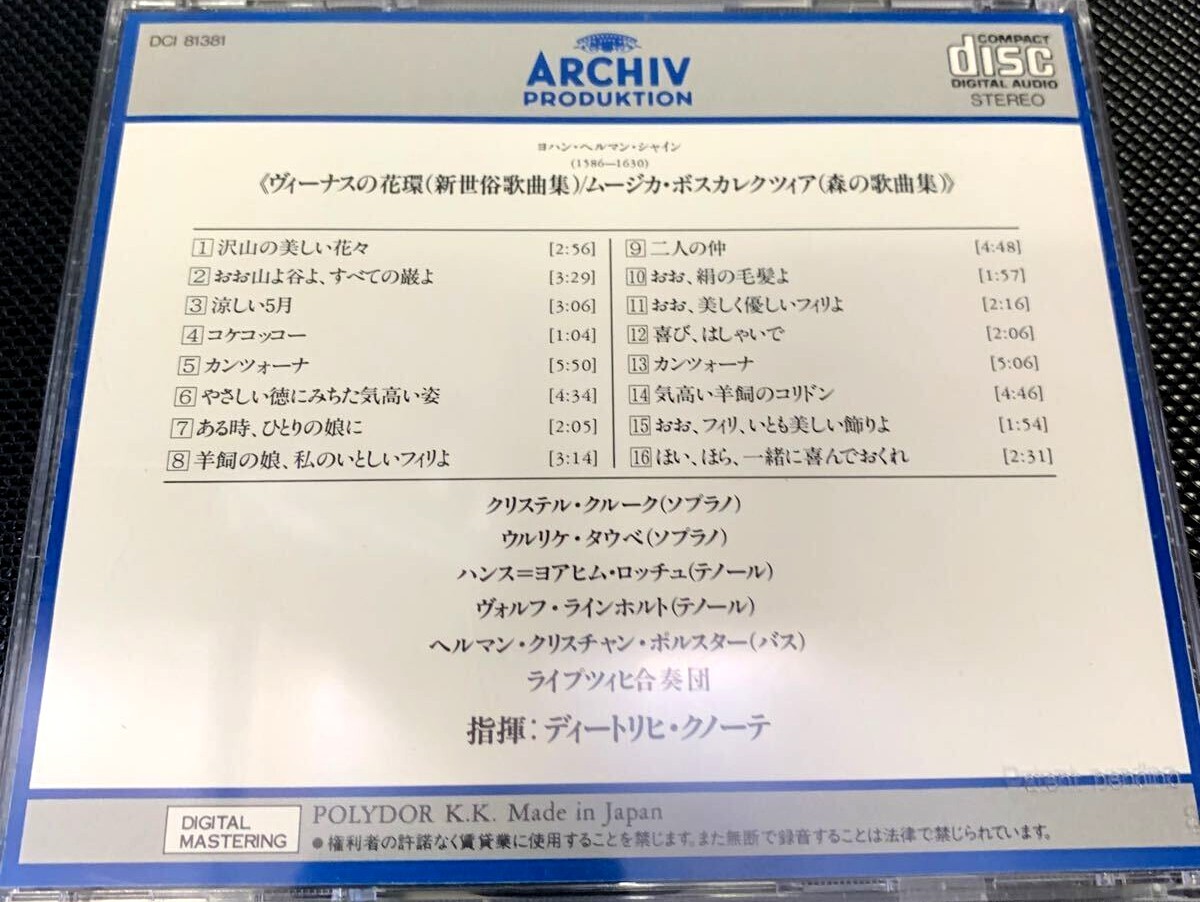 DCI 81381
ARCHIV
PRODUKTION
COMPACT
disc
DIGITAL AUDIO
STEREO
ヨハン・ヘルマン・シャイン
(1586—1630)
《ヴィーナスの花環(新世俗歌曲集)/ムージカ・ボスカレクツィア(森の歌曲集)》
1 沢山の美しい花々 [2:56]
2 おお山よ谷よ、すべての巌よ [3:29]
3 涼しい5月 [3:06]
4 コケコッコー [1:04]
5 カンツォーナ [5:50]
6 やさしい徳にみちた気高い姿 [4:34]
7 ある時、ひとりの娘に [2:05]
8 羊飼の娘、私のいとしいフィリよ [3:14]
9 二人の仲 [4:48]
10 おお、絹の毛髪よ [1:57]
11 おお、美しく優しいフィリよ [2:16]
12 喜び、はしゃいで [2:06]
13 カンツォーナ [5:06]
14 気高い羊飼のコリドン [4:46]
15 おお、フィリ、いとも美しい飾りよ [1:54]
16 ほい、ほら、一緒に喜んでおくれ [2:31]
クリステル・クルーク(ソプラノ)
ウルリケ・タウベ(ソプラノ)
ハンス=ヨアヒム・ロッチュ(テノール)
ヴォルフ・ラインホルト(テノール)
ヘルマン・クリスチャン・ポルスター(バス)
ライプツィヒ合奏団
指揮:ディートリヒ・クノーテ
Patent pending
DIGITAL
MASTERING
POLYDOR K.K. Made in Japan
●権利者の許諾なく賃貸業に使用することを禁じます。また無断で録音することは法律で禁じられています。